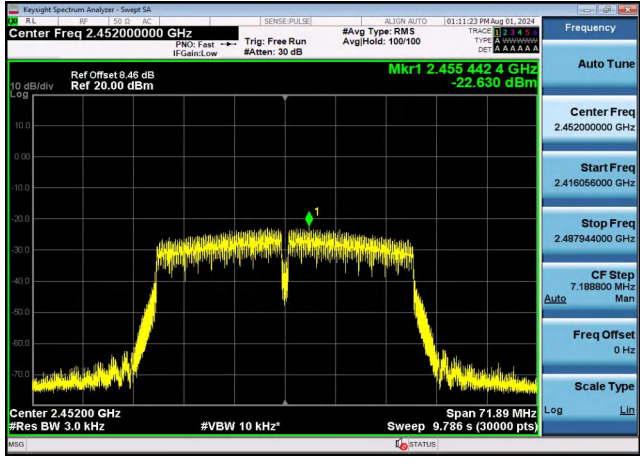 Keysight Spectrum Analyzer - Swept SA
RL RF 50 Ω AC SENSE:PULSE ALIGN AUTO 01:11:23 PM Aug 01, 2024
Center Freq 2.452000000 GHz
PNO: Fast
IFGain:Low
Trig: Free Run
#Atten: 30 dB
#Avg Type: RMS
Avg|Hold: 100/100
TRACE 1 2 3 4 5 6
TYPE A WWWWW
DET A A A A A A
Frequency
Auto Tune
Ref Offset 8.46 dB
10 dB/div Ref 20.00 dBm
Log
Mkr1 2.455 442 4 GHz
-22.630 dBm
10.0
0.00
-10.0
-20.0
-30.0
-40.0
-50.0
-60.0
-70.0
1
Center Freq
2.452000000 GHz
Start Freq
2.416056000 GHz
Stop Freq
2.487944000 GHz
CF Step
7.188800 MHz
Auto Man
Freq Offset
0 Hz
Scale Type
Log Lin
Center 2.45200 GHz Span 71.89 MHz
#Res BW 3.0 kHz #VBW 10 kHz* Sweep 9.786 s (30000 pts)
MSG STATUS